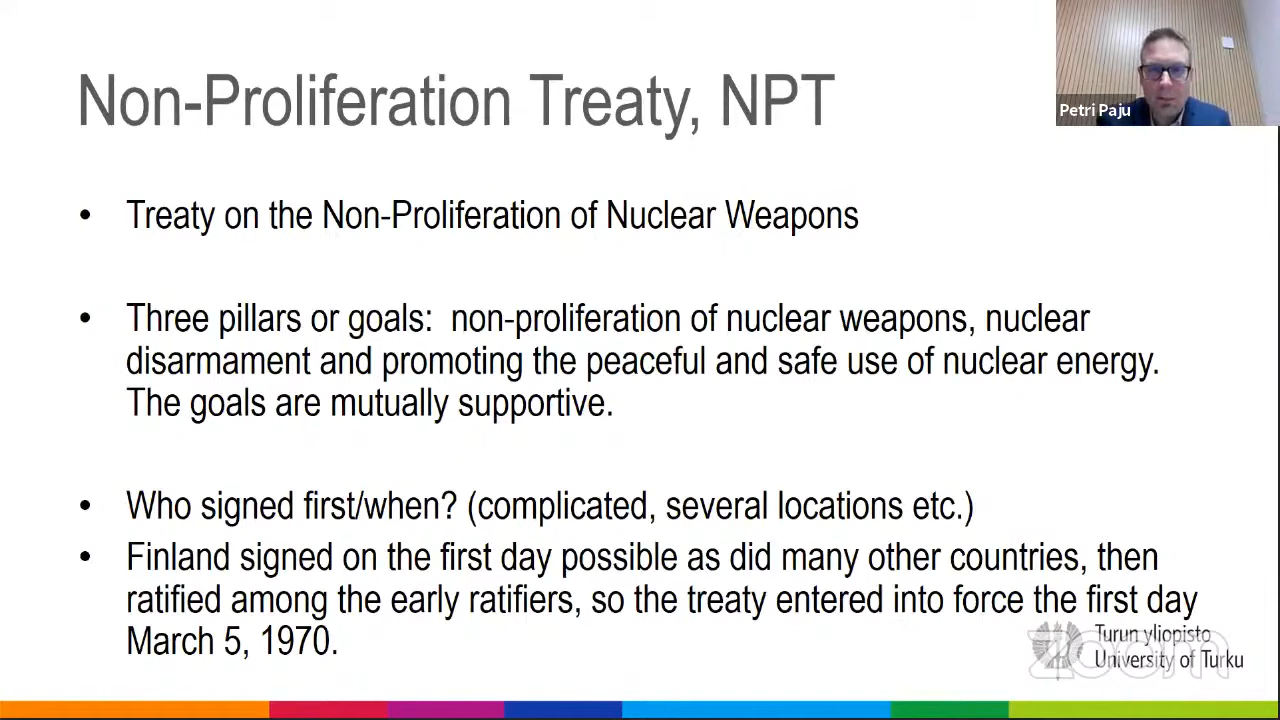 Non-Proliferation Treaty, NPT
Petri Paju
• Treaty on the Non-Proliferation of Nuclear Weapons
• Three pillars or goals:  non-proliferation of nuclear weapons, nuclear
disarmament and promoting the peaceful and safe use of nuclear energy.
The goals are mutually supportive.
• Who signed first/when? (complicated, several locations etc.)
• Finland signed on the first day possible as did many other countries, then
ratified among the early ratifiers, so the treaty entered into force the first day
March 5, 1970.
Turun yliopisto
University of Turku
zoom